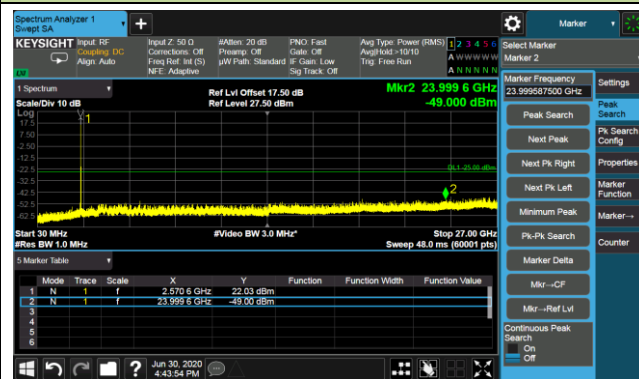 Spectrum Analyzer 1
Swept SA
+
Marker
KEYSIGHT
Input: RF
Coupling: DC
Align: Auto
Input Z: 50 Ω
Corrections: Off
Freq Ref: Int (S)
NFE: Adaptive
#Atten: 20 dB
Preamp: Off
µW Path: Standard
PNO: Fast
Gate: Off
IF Gain: Low
Sig Track: Off
Avg Type: Power (RMS)
Avg|Hold:>10/10
Trig: Free Run
1 2 3 4 5 6
A W W W W W
A N N N N N
Select Marker
Marker 2
1 Spectrum
Scale/Div 10 dB
Ref Lvl Offset 17.50 dB
Ref Level 27.50 dBm
Mkr2 23.999 6 GHz
-49.000 dBm
Log
17.5
7.50
-2.50
-12.5
-22.5
-32.5
-42.5
-52.5
-62.5
1
DL1 -25.00 dBm
2
Start 30 MHz
#Res BW 1.0 MHz
#Video BW 3.0 MHz*
Stop 27.00 GHz
Sweep 48.0 ms (60001 pts)
5 Marker Table
Mode Trace Scale X Y Function Function Width Function Value
1 N 1 f 2.570 6 GHz 22.03 dBm
2 N 1 f 23.999 6 GHz -49.00 dBm
3
4
5
6
Marker Frequency
23.999587500 GHz
Peak Search
Next Peak
Next Pk Right
Next Pk Left
Minimum Peak
Pk-Pk Search
Marker Delta
Mkr→CF
Mkr→Ref Lvl
Continuous Peak
Search
On
Off
Settings
Peak
Search
Pk Search
Config
Properties
Marker
Function
Marker→
Counter
?
Jun 30, 2020
4:43:54 PM